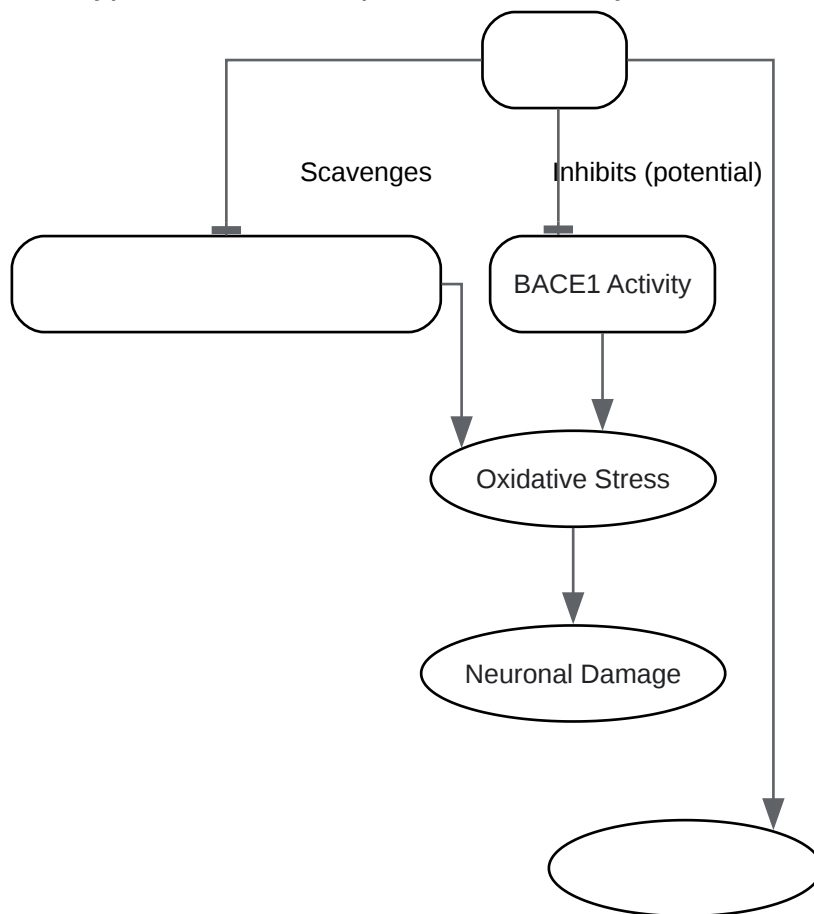 Scavenges
Inhibits (potential)
BACE1 Activity
Oxidative Stress
Neuronal Damage